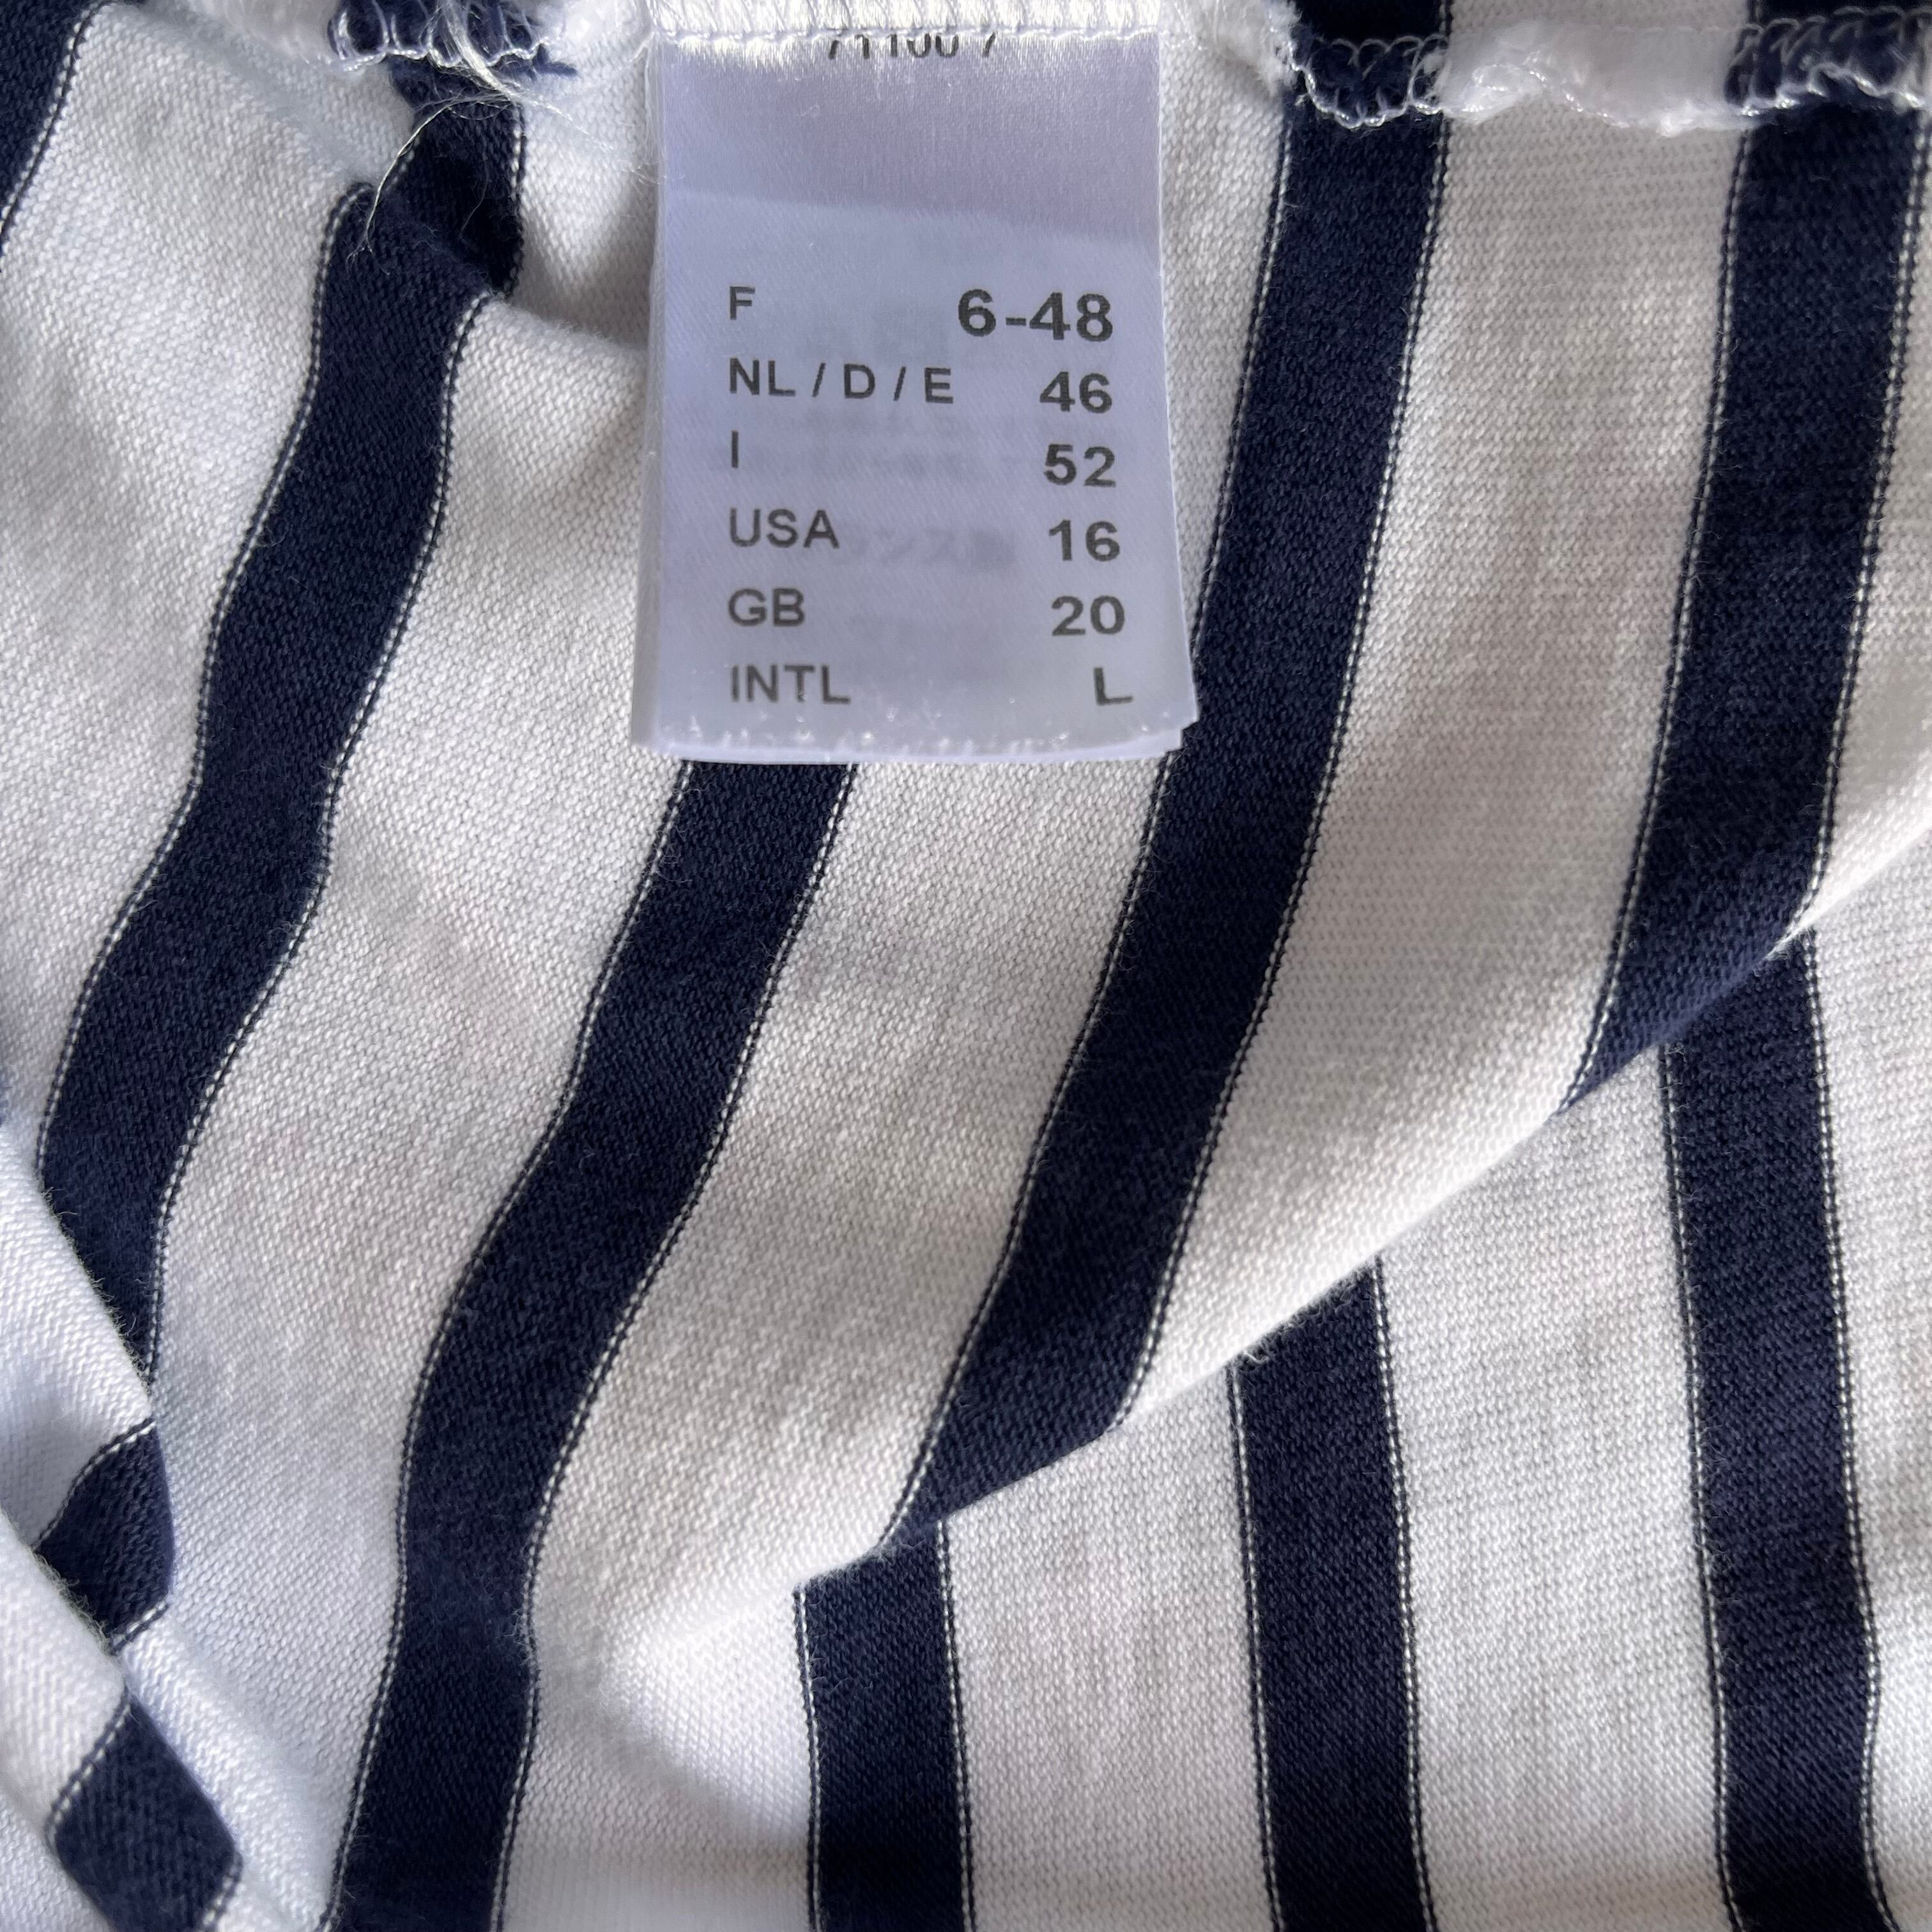 F 6-48
NL / D / E 46
I 52
USA 16
GB 20
INTL L